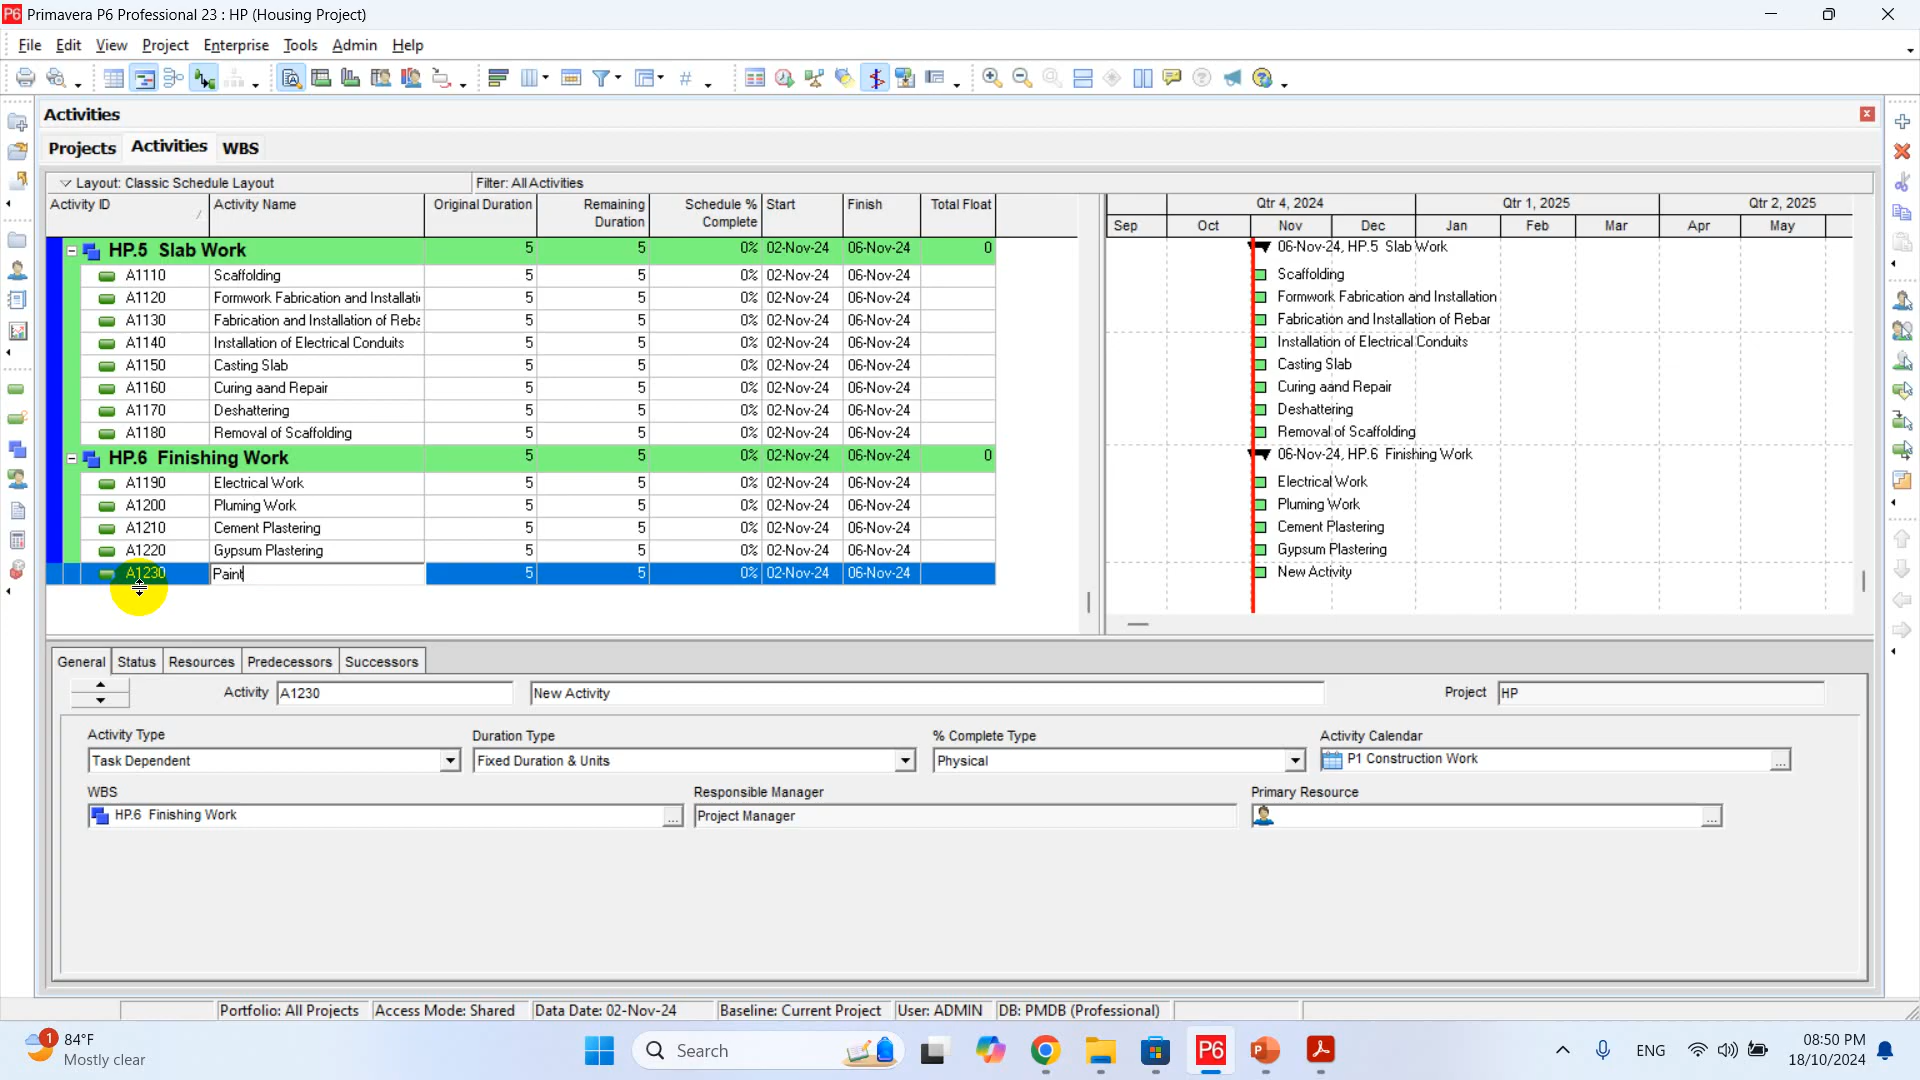 Primavera P6 Professional 23 : HP (Housing Project)
File Edit View Project Enterprise Tools Admin Help
Activities
Projects Activities WBS
Layout: Classic Schedule Layout Filter: All Activities
Activity ID Activity Name Original Duration Remaining Duration Schedule % Complete Start Finish Total Float Qtr 4, 2024 Qtr 1, 2025 Qtr 2, 2025
Sep Oct Nov Dec Jan Feb Mar Apr May
HP.5 Slab Work 5 5 0% 02-Nov-24 06-Nov-24 0 06-Nov-24, HP.5 Slab Work
A1110 Scaffolding 5 5 0% 02-Nov-24 06-Nov-24 Scaffolding
A1120 Formwork Fabrication and Installati 5 5 0% 02-Nov-24 06-Nov-24 Formwork Fabrication and Installation
A1130 Fabrication and Installation of Reba 5 5 0% 02-Nov-24 06-Nov-24 Fabrication and Installation of Rebar
A1140 Installation of Electrical Conduits 5 5 0% 02-Nov-24 06-Nov-24 Installation of Electrical Conduits
A1150 Casting Slab 5 5 0% 02-Nov-24 06-Nov-24 Casting Slab
A1160 Curing aand Repair 5 5 0% 02-Nov-24 06-Nov-24 Curing aand Repair
A1170 Deshattering 5 5 0% 02-Nov-24 06-Nov-24 Deshattering
A1180 Removal of Scaffolding 5 5 0% 02-Nov-24 06-Nov-24 Removal of Scaffolding
HP.6 Finishing Work 5 5 0% 02-Nov-24 06-Nov-24 0 06-Nov-24, HP.6 Finishing Work
A1190 Electrical Work 5 5 0% 02-Nov-24 06-Nov-24 Electrical Work
A1200 Pluming Work 5 5 0% 02-Nov-24 06-Nov-24 Pluming Work
A1210 Cement Plastering 5 5 0% 02-Nov-24 06-Nov-24 Cement Plastering
A1220 Gypsum Plastering 5 5 0% 02-Nov-24 06-Nov-24 Gypsum Plastering
A1230 Paint 5 5 0% 02-Nov-24 06-Nov-24 New Activity
General Status Resources Predecessors Successors
Activity A1230 New Activity Project HP
Activity Type Duration Type % Complete Type Activity Calendar
Task Dependent Fixed Duration & Units Physical P1 Construction Work
WBS Responsible Manager Primary Resource
HP.6 Finishing Work Project Manager
Portfolio: All Projects Access Mode: Shared Data Date: 02-Nov-24 Baseline: Current Project User: ADMIN DB: PMDB (Professional)
1 84°F Mostly clear Search P6 ENG 08:50 PM 18/10/2024